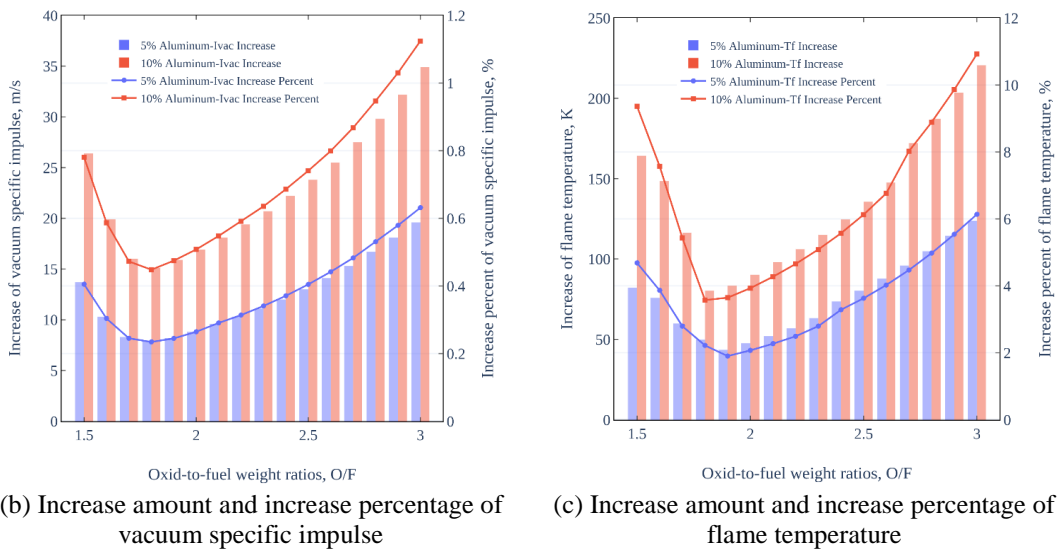 40
35
30
25
20
15
10
5
0
Increase of vacuum specific impulse, m/s
5% Aluminum-Ivac Increase
10% Aluminum-Ivac Increase
5% Aluminum-Ivac Increase Percent
10% Aluminum-Ivac Increase Percent
1.2
1
0.8
0.6
0.4
0.2
0
Increase percent of vacuum specific impulse, %
1.5 2 2.5 3
Oxid-to-fuel weight ratios, O/F
(b) Increase amount and increase percentage of
vacuum specific impulse
250
200
150
100
50
0
Increase of flame temperature, K
5% Aluminum-Tf Increase
10% Aluminum-Tf Increase
5% Aluminum-Tf Increase Percent
10% Aluminum-Tf Increase Percent
12
10
8
6
4
2
0
Increase percent of flame temperature, %
1.5 2 2.5 3
Oxid-to-fuel weight ratios, O/F
(c) Increase amount and increase percentage of
flame temperature